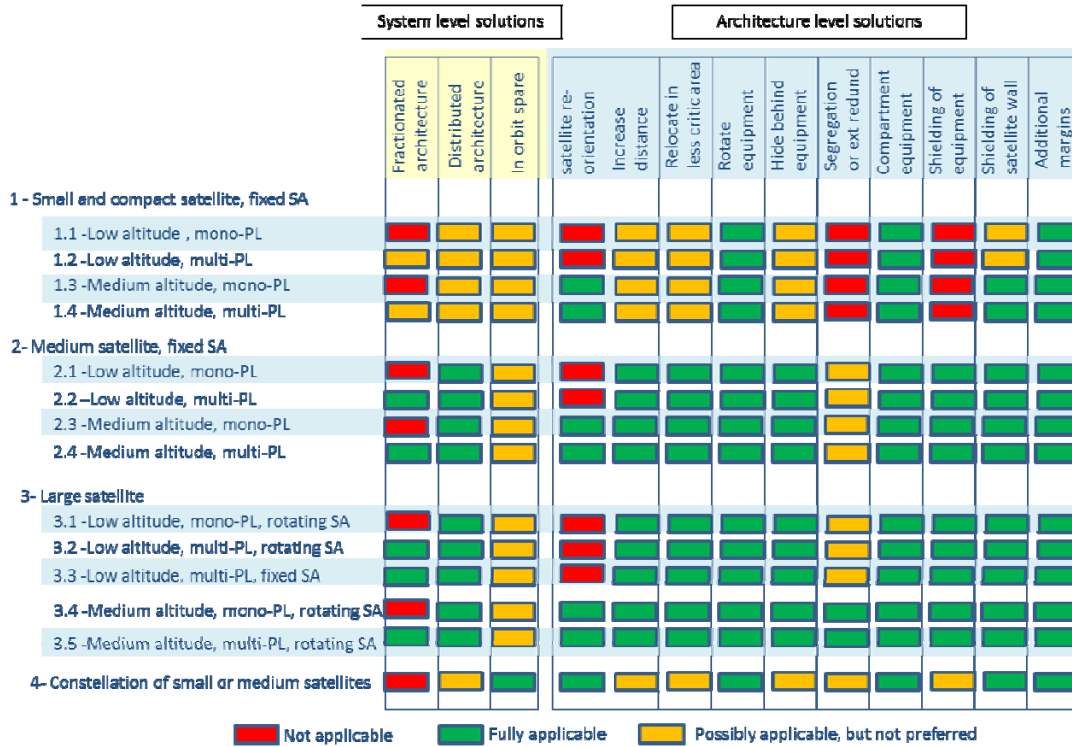 System level solutions
Architecture level solutions
Fractionated
architecture
Distributed
architecture
In orbit spare
satellite re-
orientation
Increase
distance
Relocate in
less critic area
Rotate
equipment
Hide behind
equipment
Segregation
or ext redund
Compartment
equipment
Shielding of
equipment
Shielding of
satellite wall
Additional
margins
1 - Small and compact satellite, fixed SA
1.1 -Low altitude , mono-PL
1.2 -Low altitude, multi-PL
1.3 -Medium altitude, mono-PL
1.4 -Medium altitude, multi-PL
2- Medium satellite, fixed SA
2.1 -Low altitude, mono-PL
2.2 –Low altitude, multi-PL
2.3 -Medium altitude, mono-PL
2.4 -Medium altitude, multi-PL
3- Large satellite
3.1 -Low altitude, mono-PL, rotating SA
3.2 -Low altitude, multi-PL, rotating SA
3.3 -Low altitude, multi-PL, fixed SA
3.4 -Medium altitude, mono-PL, rotating SA
3.5 -Medium altitude, multi-PL, rotating SA
4- Constellation of small or medium satellites
Not applicable
Fully applicable
Possibly applicable, but not preferred